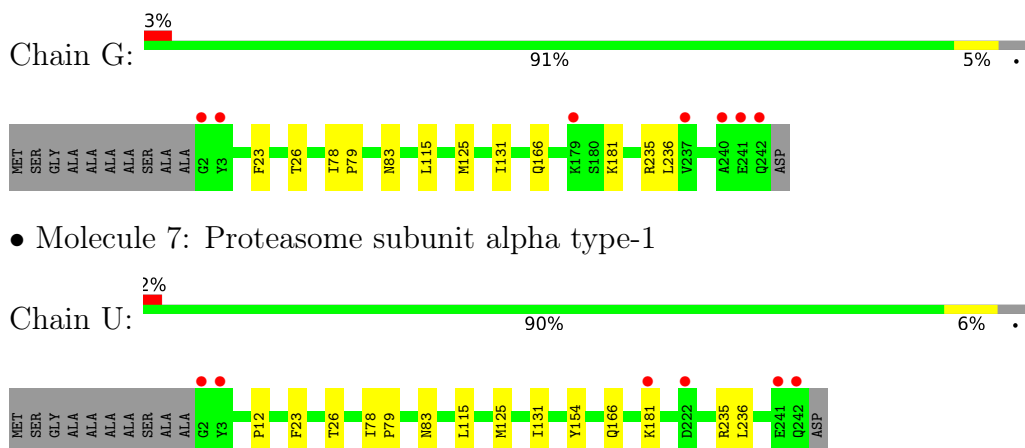 3%
Chain G:
91% 5% •
MET SER GLY ALA ALA ALA ALA SER ALA ALA G2 Y3 F23 T26 I78 P79 N83 L115 M125 I131 Q166 K179 S180 K181 R235 L236 V237 A240 E241 Q242 ASP
• Molecule 7: Proteasome subunit alpha type-1
2%
Chain U:
90% 6% •
MET SER GLY ALA ALA ALA ALA SER ALA ALA G2 Y3 P12 F23 T26 I78 P79 N83 L115 M125 I131 Y154 Q166 K181 D222 R235 L236 E241 Q242 ASP